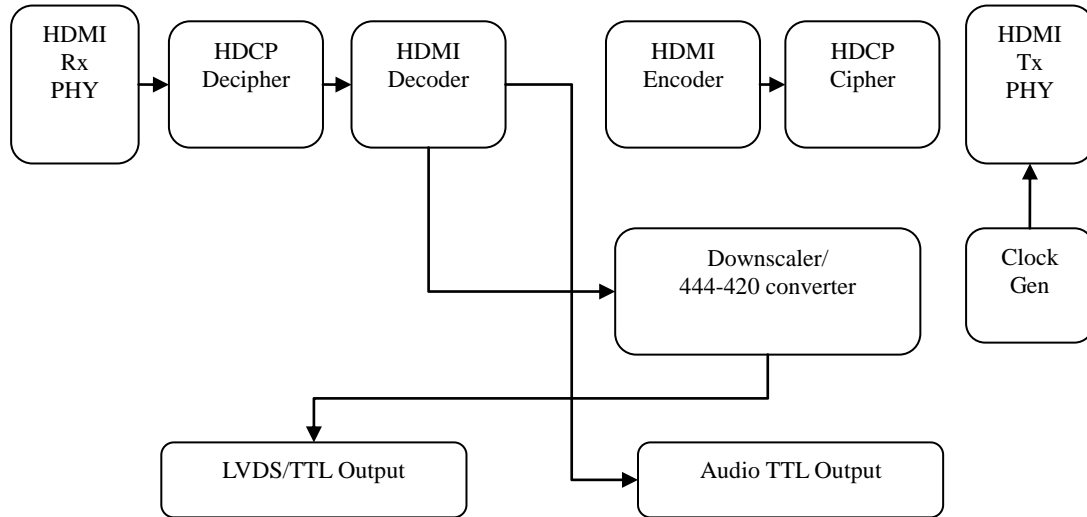 HDMI
Rx
PHY
HDCP
Decipher
HDMI
Decoder
HDMI
Encoder
HDCP
Cipher
HDMI
Tx
PHY
Downscaler/
444-420 converter
Clock
Gen
LVDS/TTL Output
Audio TTL Output